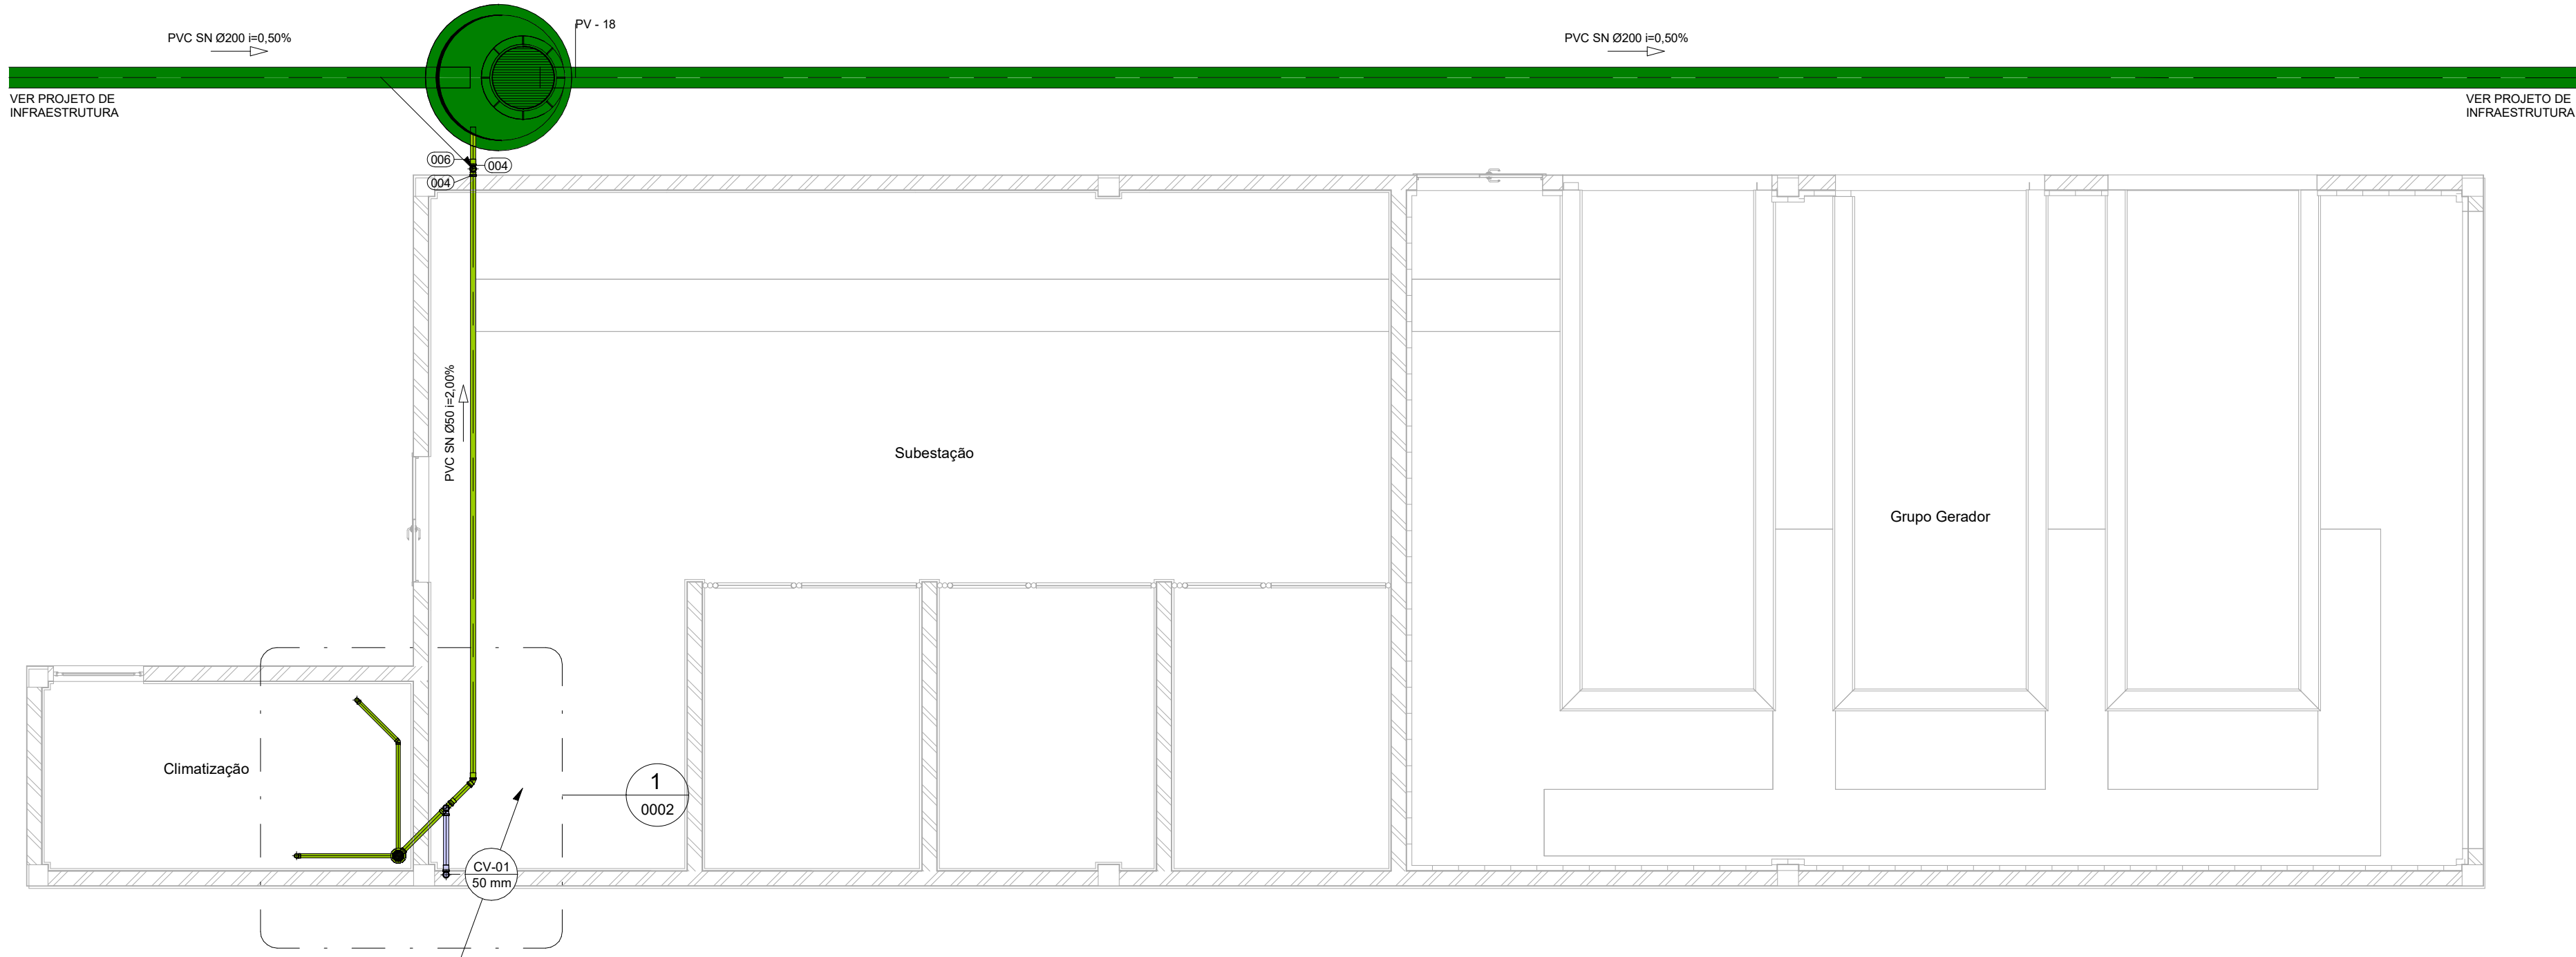 PV - 18
PVC SN Ø200 i=0,50%
PVC SN Ø200 i=0,50%
VER PROJETO DE
INFRAESTRUTURA
VER PROJETO DE
INFRAESTRUTURA
006
004
004
PVC SN Ø50 i=2,00%
Subestação
Grupo Gerador
Climatização
1
0002
CV-01
50 mm